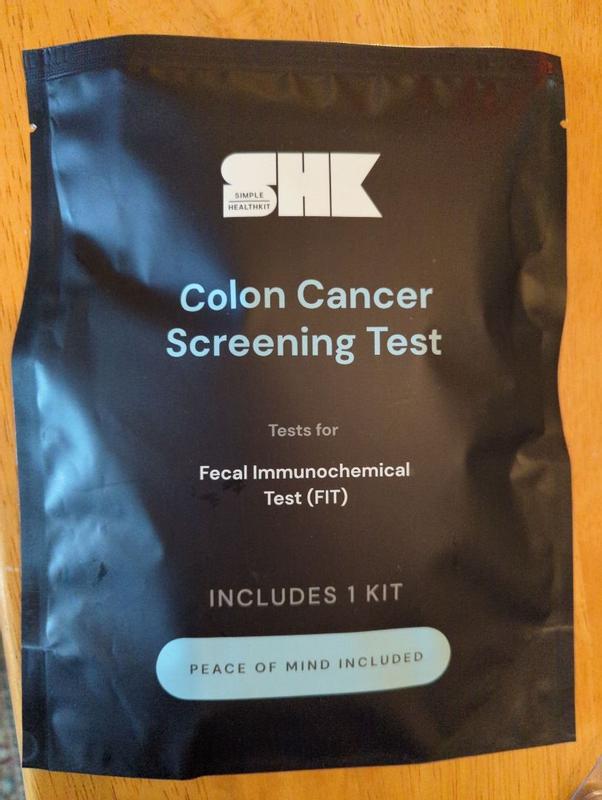 SHK
SIMPLE
HEALTHKIT
Colon Cancer
Screening Test
Tests for
Fecal Immunochemical
Test (FIT)
INCLUDES 1 KIT
PEACE OF MIND INCLUDED